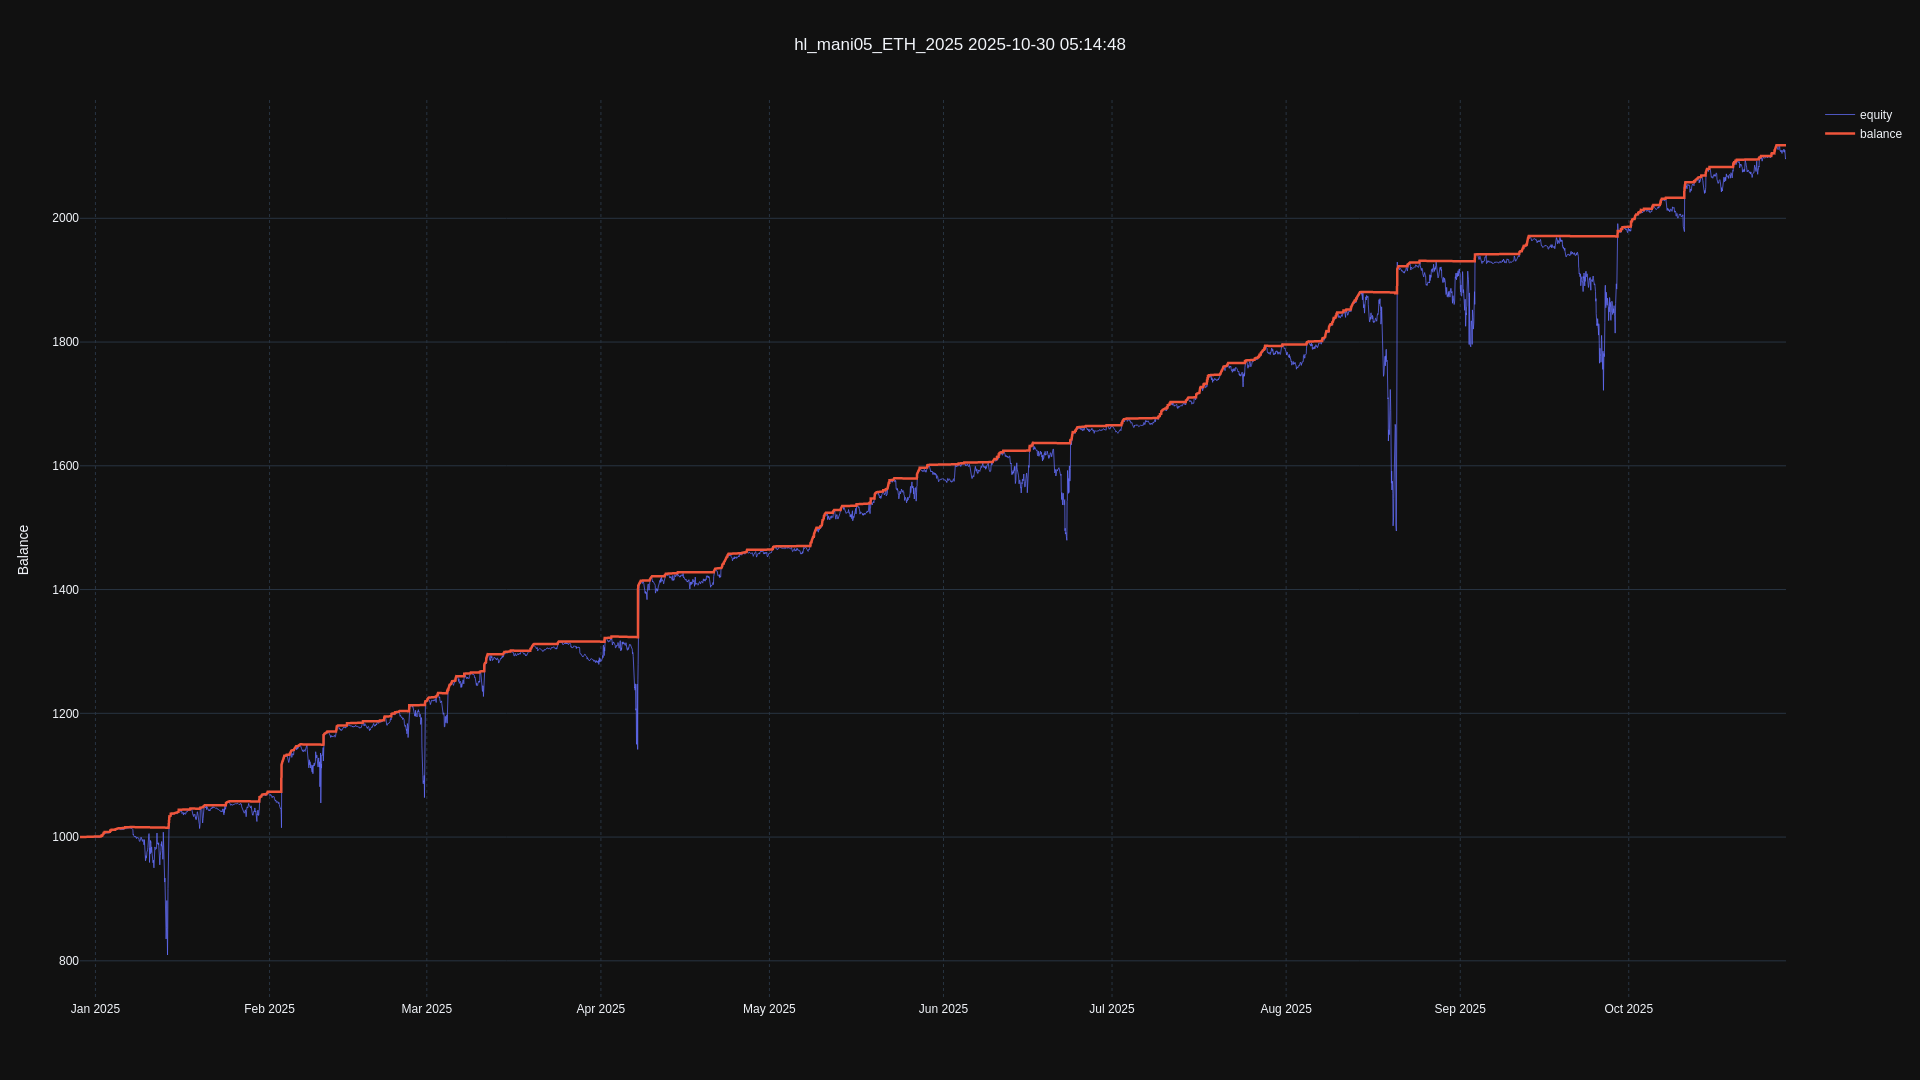 hl_mani05_ETH_2025 2025-10-30 05:14:48
equity
balance
Balance
2000
1800
1600
1400
1200
1000
800
Jan 2025
Feb 2025
Mar 2025
Apr 2025
May 2025
Jun 2025
Jul 2025
Aug 2025
Sep 2025
Oct 2025